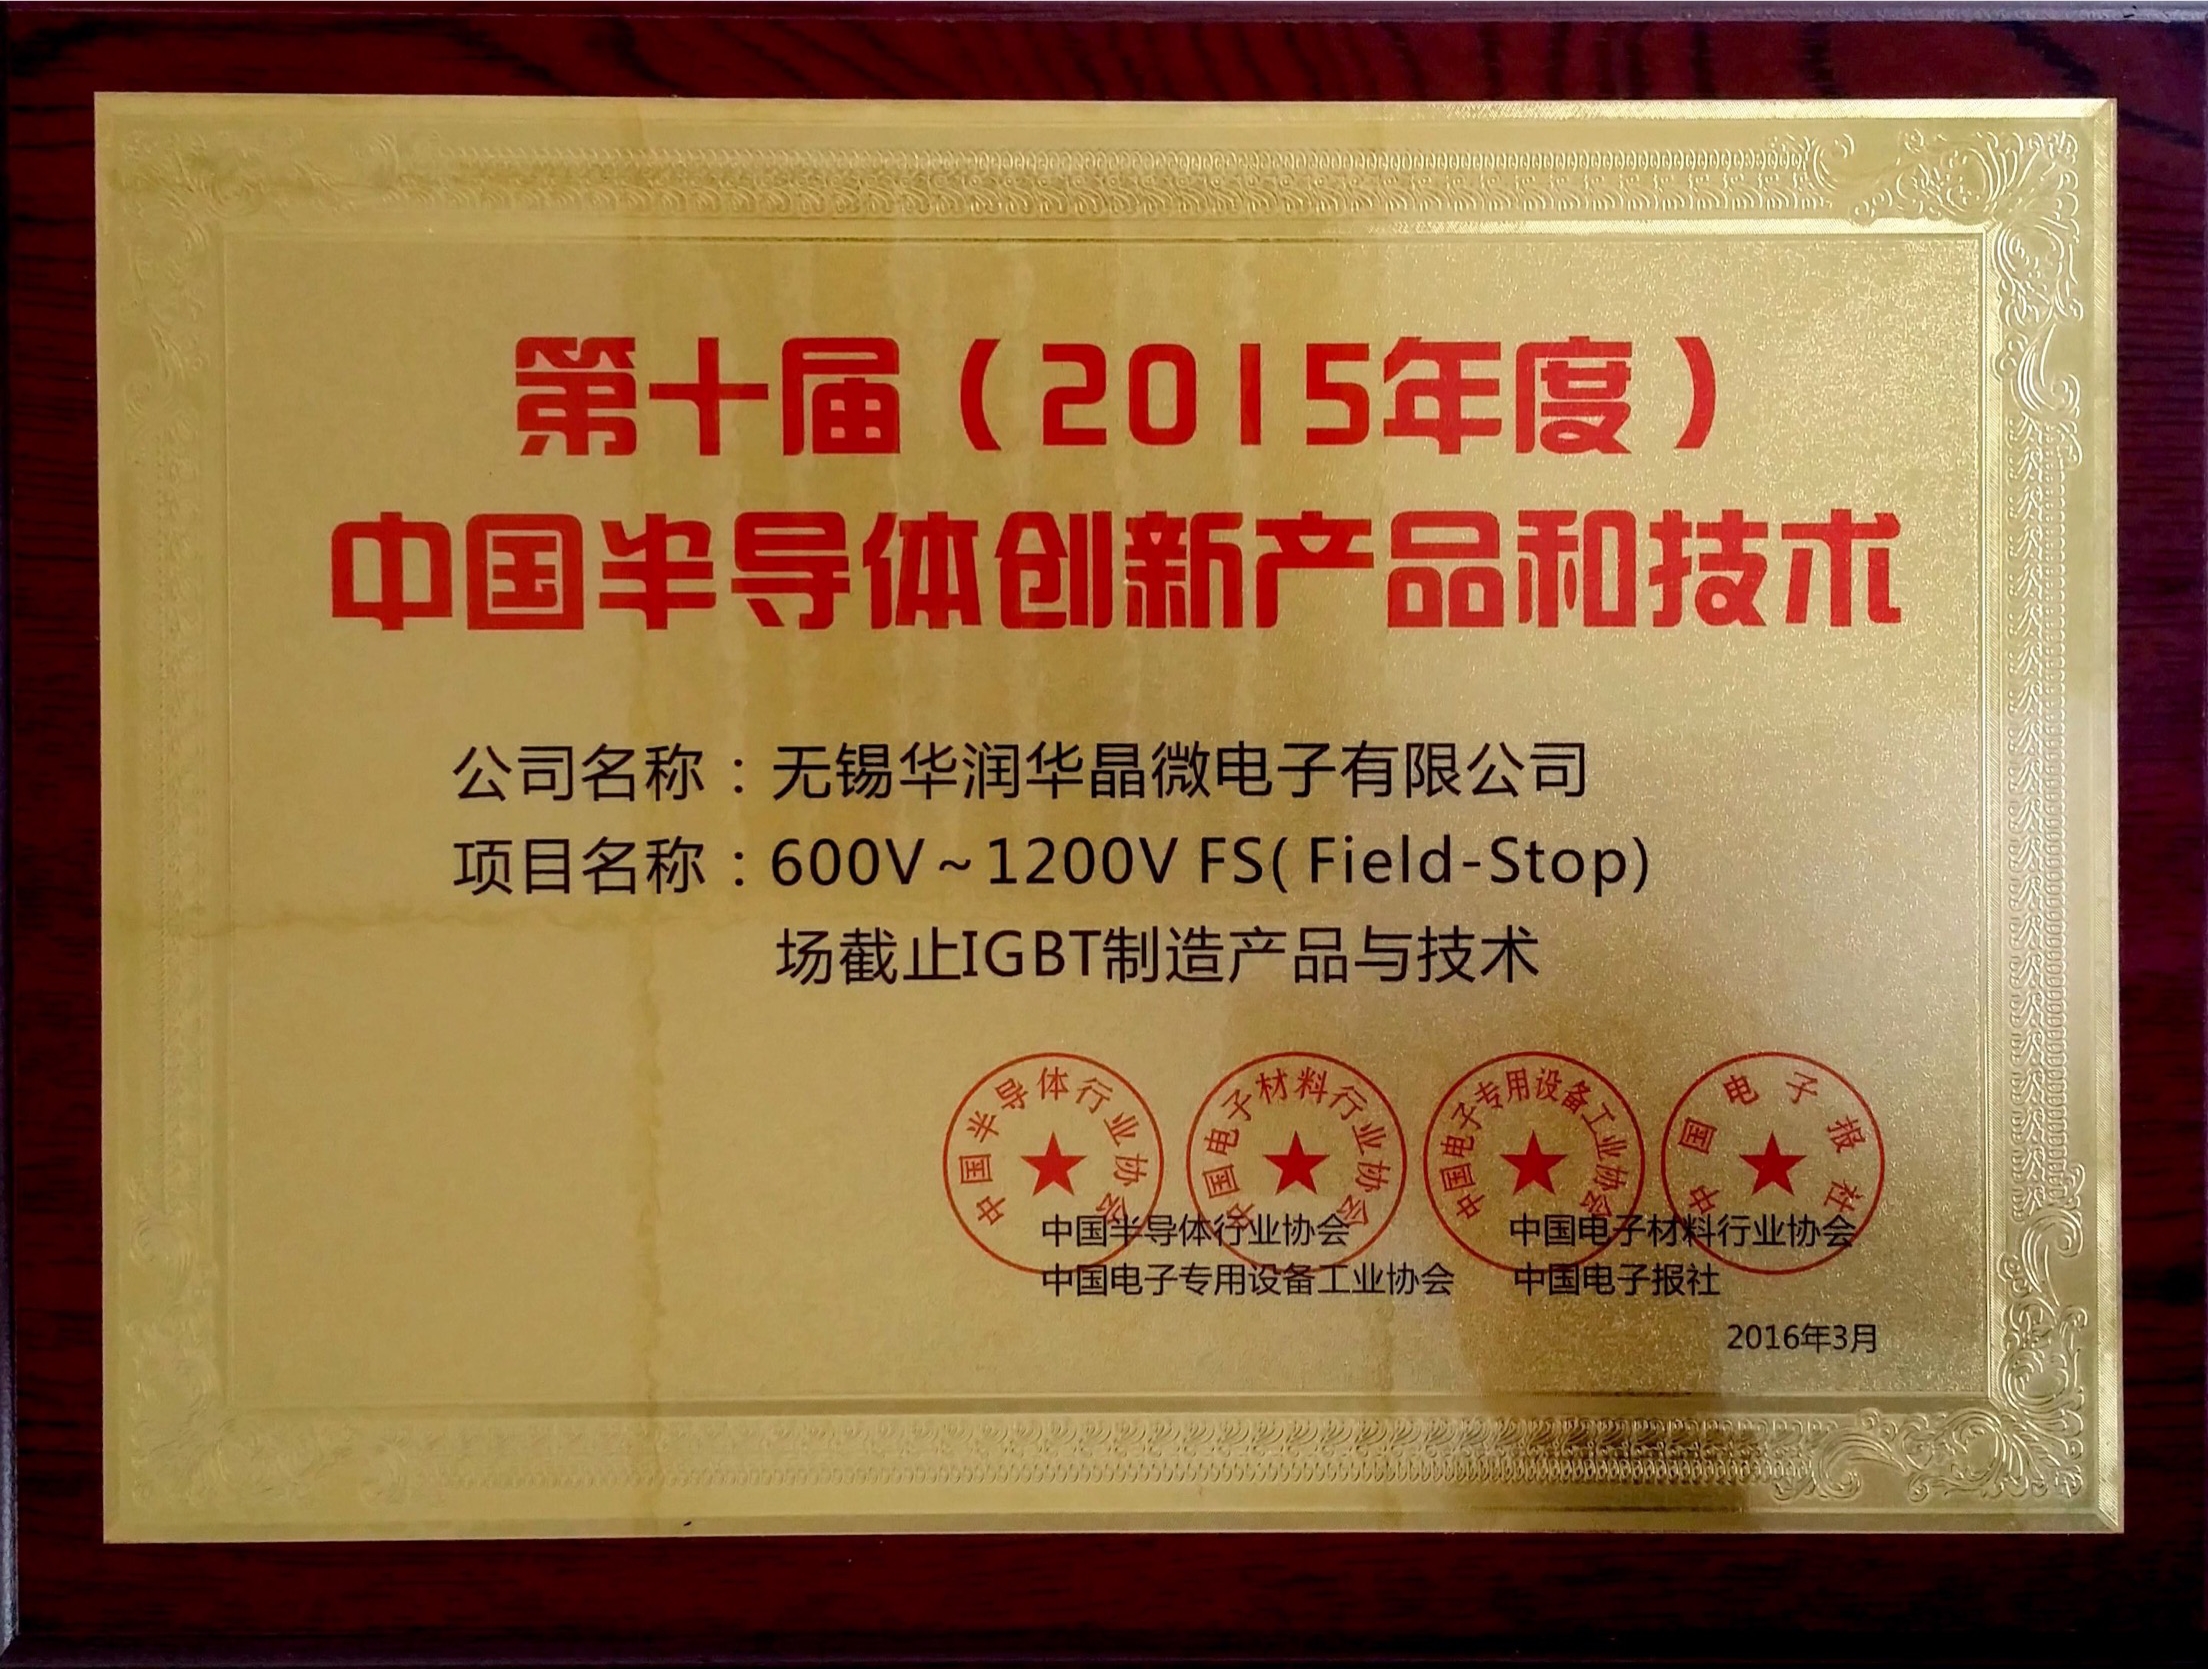 第十届（2015年度）
中国半导体创新产品和技术
公司名称：无锡华润华晶微电子有限公司
项目名称：600V～1200V FS( Field-Stop)
场截止IGBT制造产品与技术
中国半导体行业协会
中国电子材料行业协会
中国电子专用设备工业协会
中国电子报社
中国半导体行业协会 中国电子材料行业协会
中国电子专用设备工业协会 中国电子报社
2016年3月